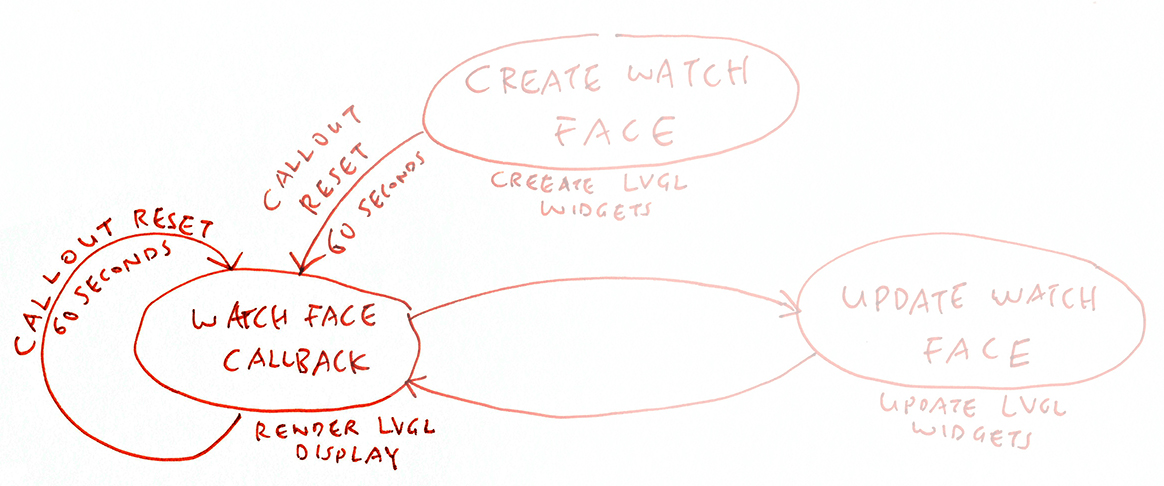 CREATE WATCH
FACE
CREEATE LVGL
WIDGETS
CALLOUT
RESET
60 SECONDS
CALLOUT RESET
60 SECONDS
WATCH FACE
CALLBACK
RENDER LVGL
DISPLAY
UPDATE WATCH
FACE
UPDATE LVGL
WIDGETS